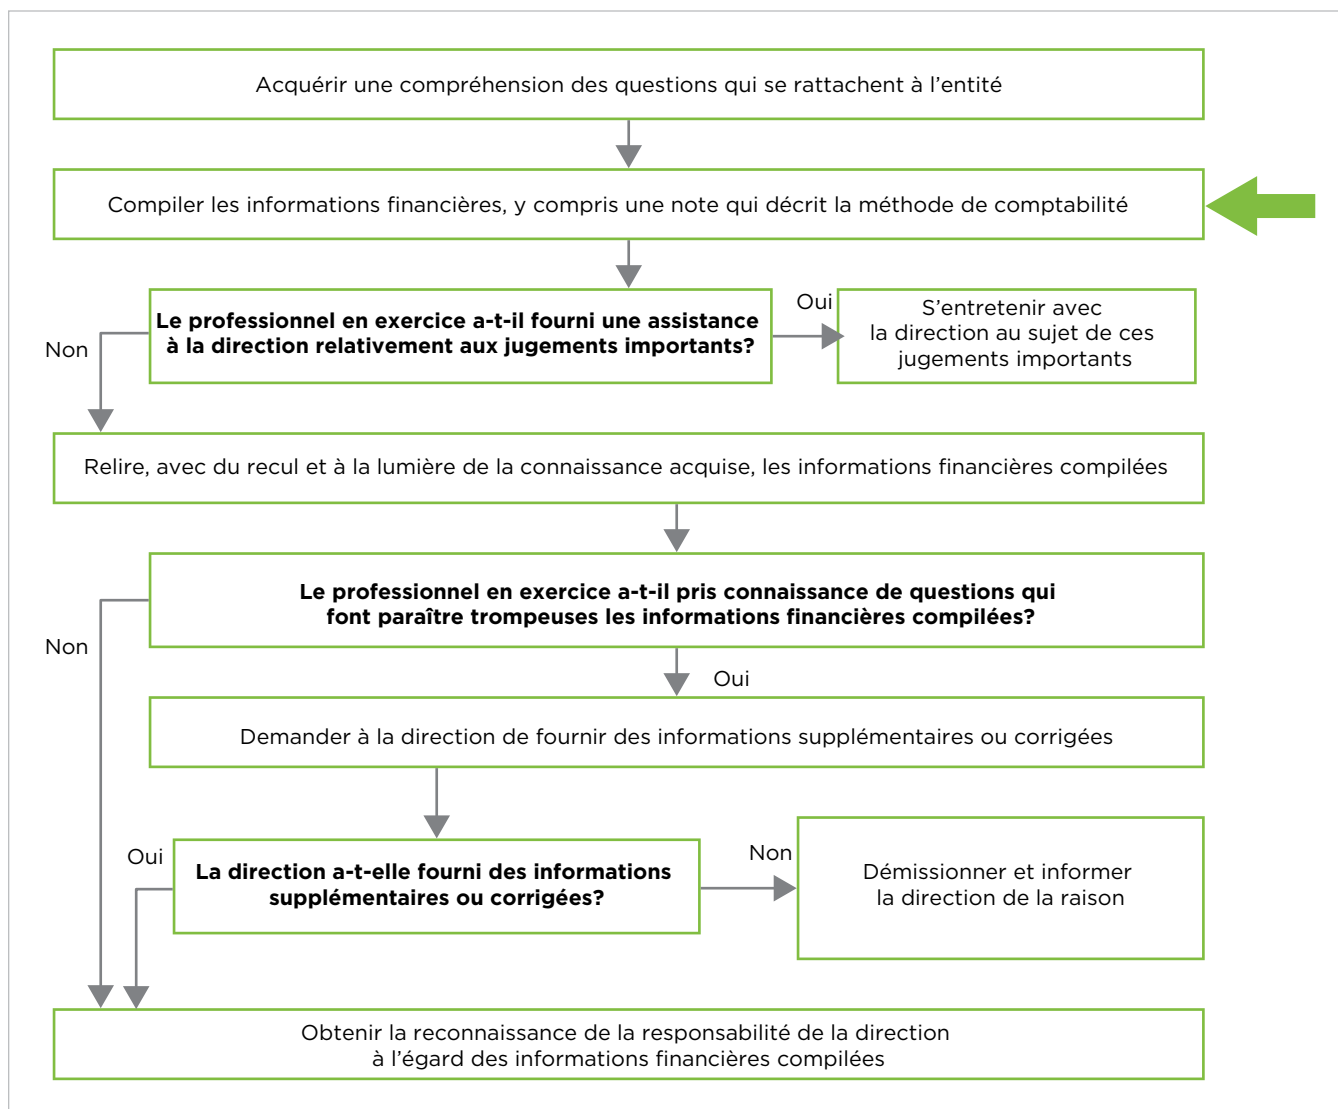 Acquérir une compréhension des questions qui se rattachent à l’entité
Compiler les informations financières, y compris une note qui décrit la méthode de comptabilité
Le professionnel en exercice a-t-il fourni une assistance
à la direction relativement aux jugements importants?
Oui
S’entretenir avec
la direction au sujet de ces
jugements importants
Non
Relire, avec du recul et à la lumière de la connaissance acquise, les informations financières compilées
Le professionnel en exercice a-t-il pris connaissance de questions qui
font paraître trompeuses les informations financières compilées?
Non
Oui
Demander à la direction de fournir des informations supplémentaires ou corrigées
Oui
La direction a-t-elle fourni des informations
supplémentaires ou corrigées?
Non
Démissionner et informer
la direction de la raison
Obtenir la reconnaissance de la responsabilité de la direction
à l’égard des informations financières compilées